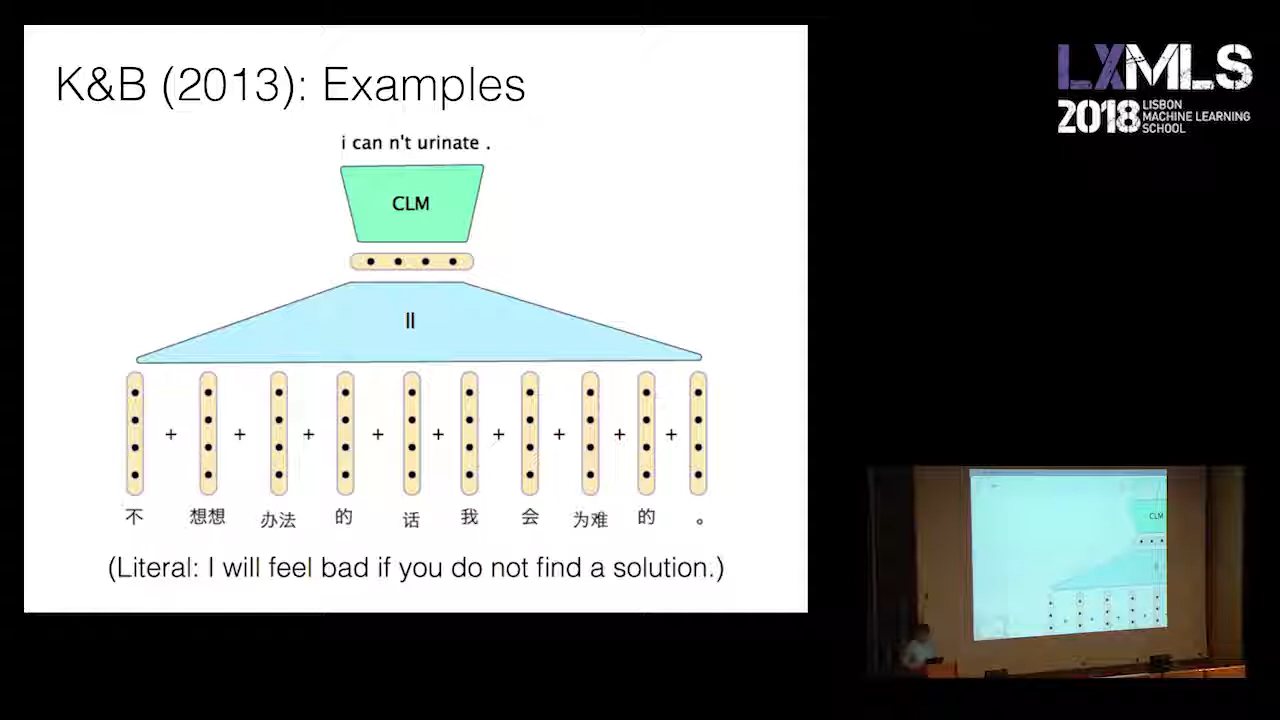 K&B (2013): Examples
i can n't urinate .
CLM
=
+ + + + + + + + +
不 想想 办法 的 话 我 会 为难 的 。
(Literal: I will feel bad if you do not find a solution.)
LXMLS
2018 LISBON
MACHINE LEARNING
SCHOOL
CLM